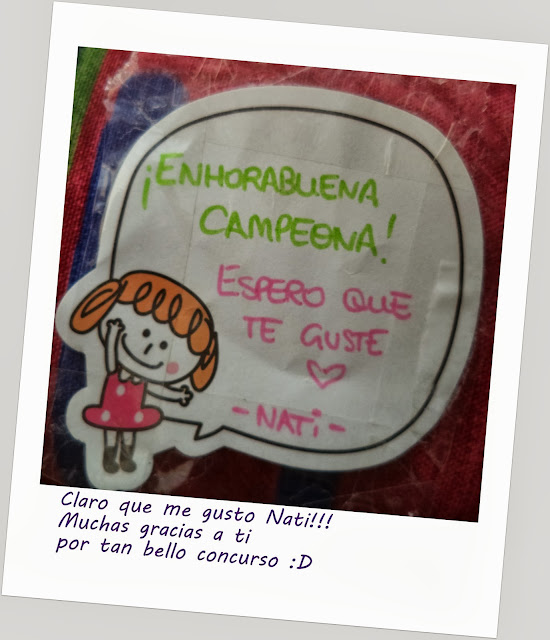 ¡ENHORABUENA
CAMPEONA!
ESPERO QUE
TE GUSTE
- NATi -
Claro que me gusto Nati!!!
Muchas gracias a ti
por tan bello concurso :D